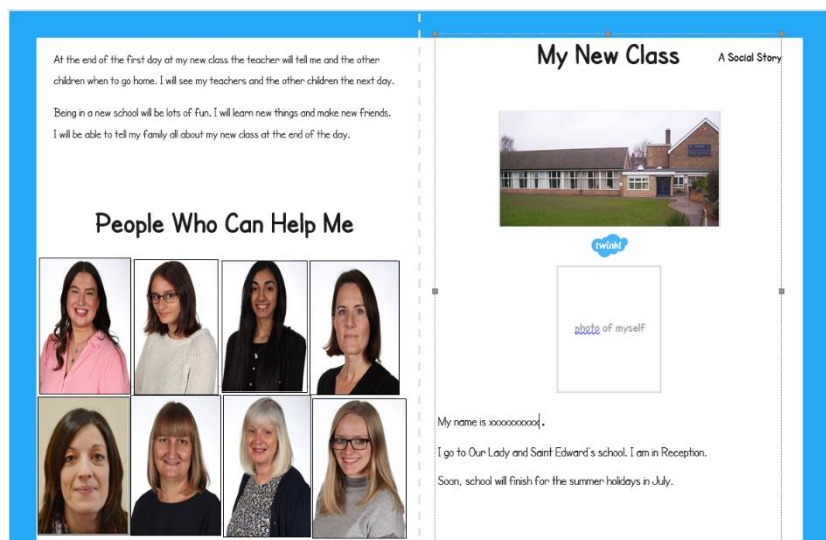 At the end of the first day at my new class the teacher will tell me and the other
children when to go home. I will see my teachers and the other children the next day.
Being in a new school will be lots of fun. I will learn new things and make new friends.
I will be able to tell my family all about my new class at the end of the day.
People Who Can Help Me
My New Class
A Social Story
twinkl
photo of myself
My name is xxxxxxxxxx.
I go to Our Lady and Saint Edward's school. I am in Reception.
Soon, school will finish for the summer holidays in July.